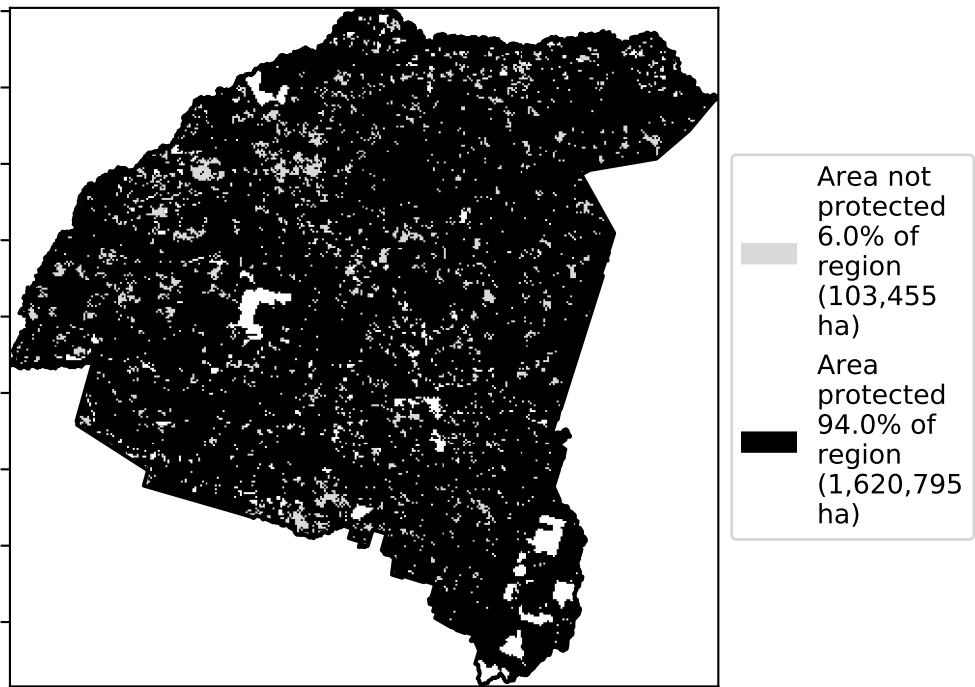 Area not
protected
6.0% of
region
(103,455
ha)
Area
protected
94.0% of
region
(1,620,795
ha)